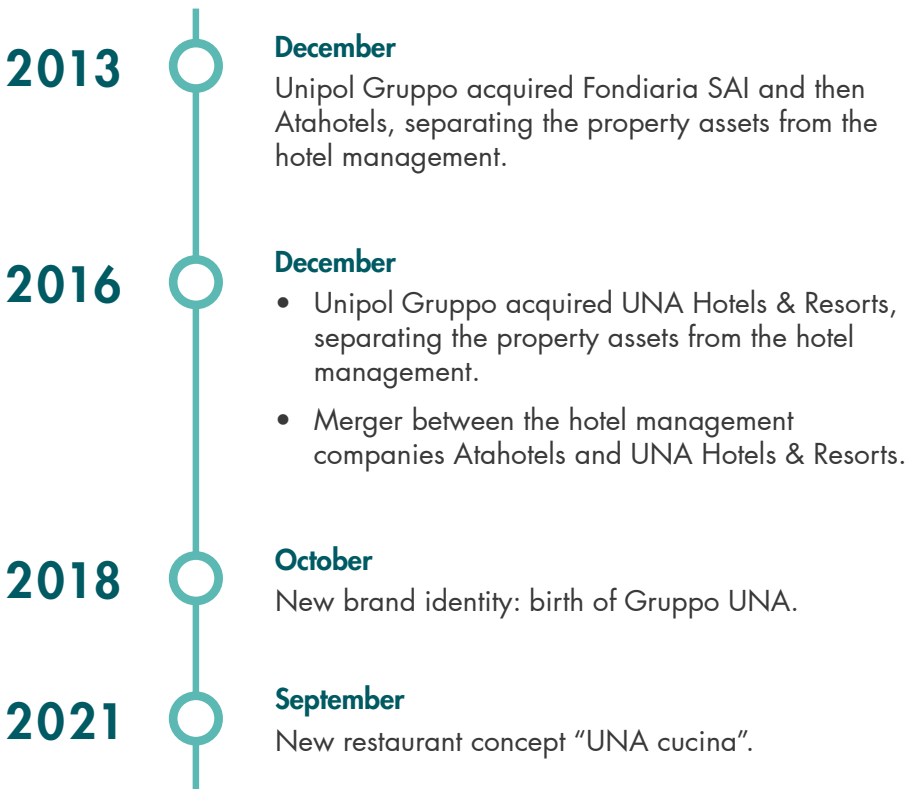 2013
December
Unipol Gruppo acquired Fondiaria SAI and then
Atahotels, separating the property assets from the
hotel management.
2016
December
• Unipol Gruppo acquired UNA Hotels & Resorts,
separating the property assets from the hotel
management.
• Merger between the hotel management
companies Atahotels and UNA Hotels & Resorts.
2018
October
New brand identity: birth of Gruppo UNA.
2021
September
New restaurant concept “UNA cucina”.